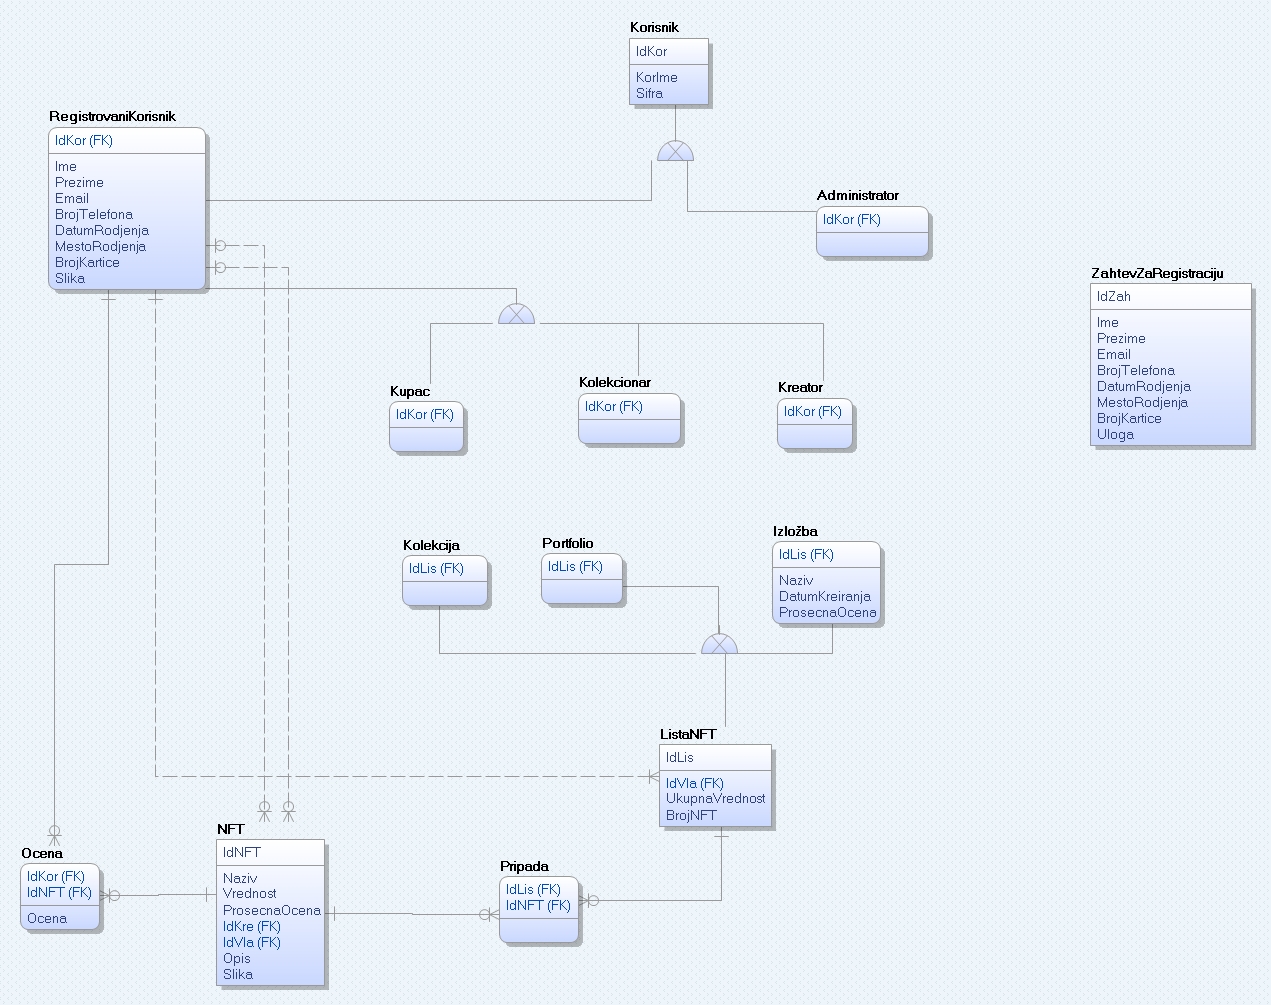 Korisnik
IdKor
KorIme
Sifra
RegistrovaniKorisnik
IdKor (FK)
Ime
Prezime
Email
BrojTelefona
DatumRodjenja
MestoRodjenja
BrojKartice
Slika
Administrator
IdKor (FK)
ZahtevZaRegistraciju
IdZah
Ime
Prezime
Email
BrojTelefona
DatumRodjenja
MestoRodjenja
BrojKartice
Uloga
Kupac
IdKor (FK)
Kolekcionar
IdKor (FK)
Kreator
IdKor (FK)
Kolekcija
IdLis (FK)
Portfolio
IdLis (FK)
Izložba
IdLis (FK)
Naziv
DatumKreiranja
ProsecnaOcena
ListaNFT
IdLis
IdVla (FK)
UkupnaVrednost
BrojNFT
Ocena
IdKor (FK)
IdNFT (FK)
Ocena
NFT
IdNFT
Naziv
Vrednost
ProsecnaOcena
IdKre (FK)
IdVla (FK)
Opis
Slika
Pripada
IdLis (FK)
IdNFT (FK)